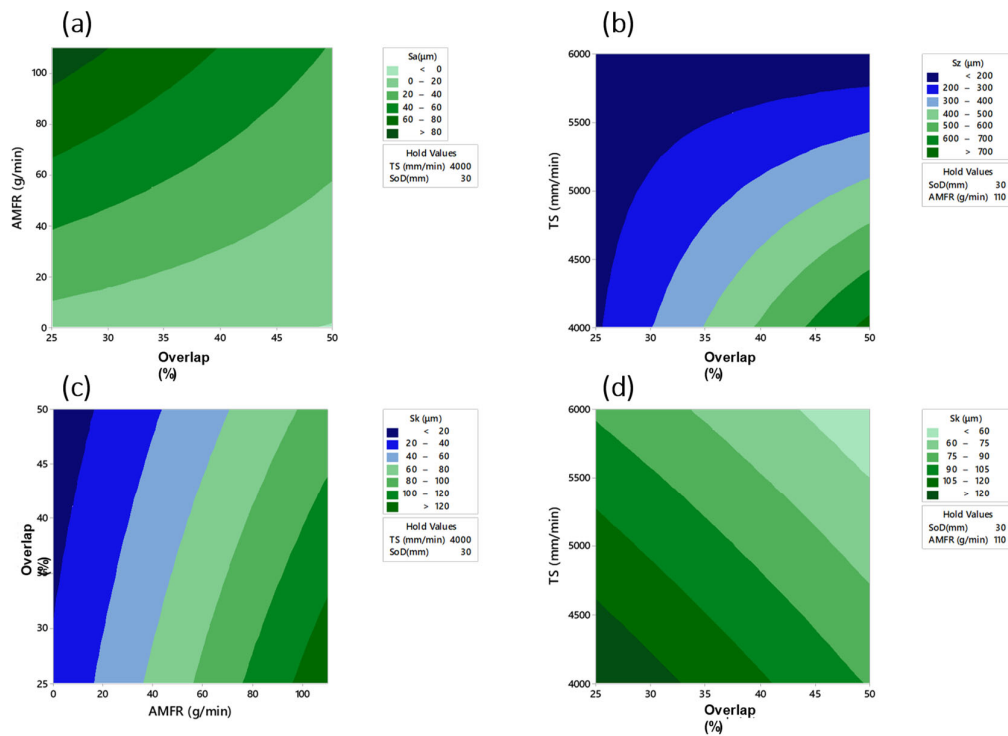 (a)
Sa(μm)
< 0
0 – 20
20 – 40
40 – 60
60 – 80
> 80
Hold Values
TS (mm/min) 4000
SoD(mm) 30
AMFR (g/min)
100
80
60
40
20
0
25 30 35 40 45 50
Overlap
(%)
(b)
Sz (μm)
< 200
200 – 300
300 – 400
400 – 500
500 – 600
600 – 700
> 700
Hold Values
SoD(mm) 30
AMFR (g/min) 110
TS (mm/min)
6000
5500
5000
4500
4000
25 30 35 40 45 50
Overlap
(%)
(c)
Sk (μm)
< 20
20 – 40
40 – 60
60 – 80
80 – 100
100 – 120
> 120
Hold Values
TS (mm/min) 4000
SoD(mm) 30
Overlap
(%)
50
45
40
35
30
25
0 20 40 60 80 100
AMFR (g/min)
(d)
Sk (μm)
< 60
60 – 75
75 – 90
90 – 105
105 – 120
> 120
Hold Values
SoD(mm) 30
AMFR (g/min) 110
TS (mm/min)
6000
5500
5000
4500
4000
25 30 35 40 45 50
Overlap
(%)